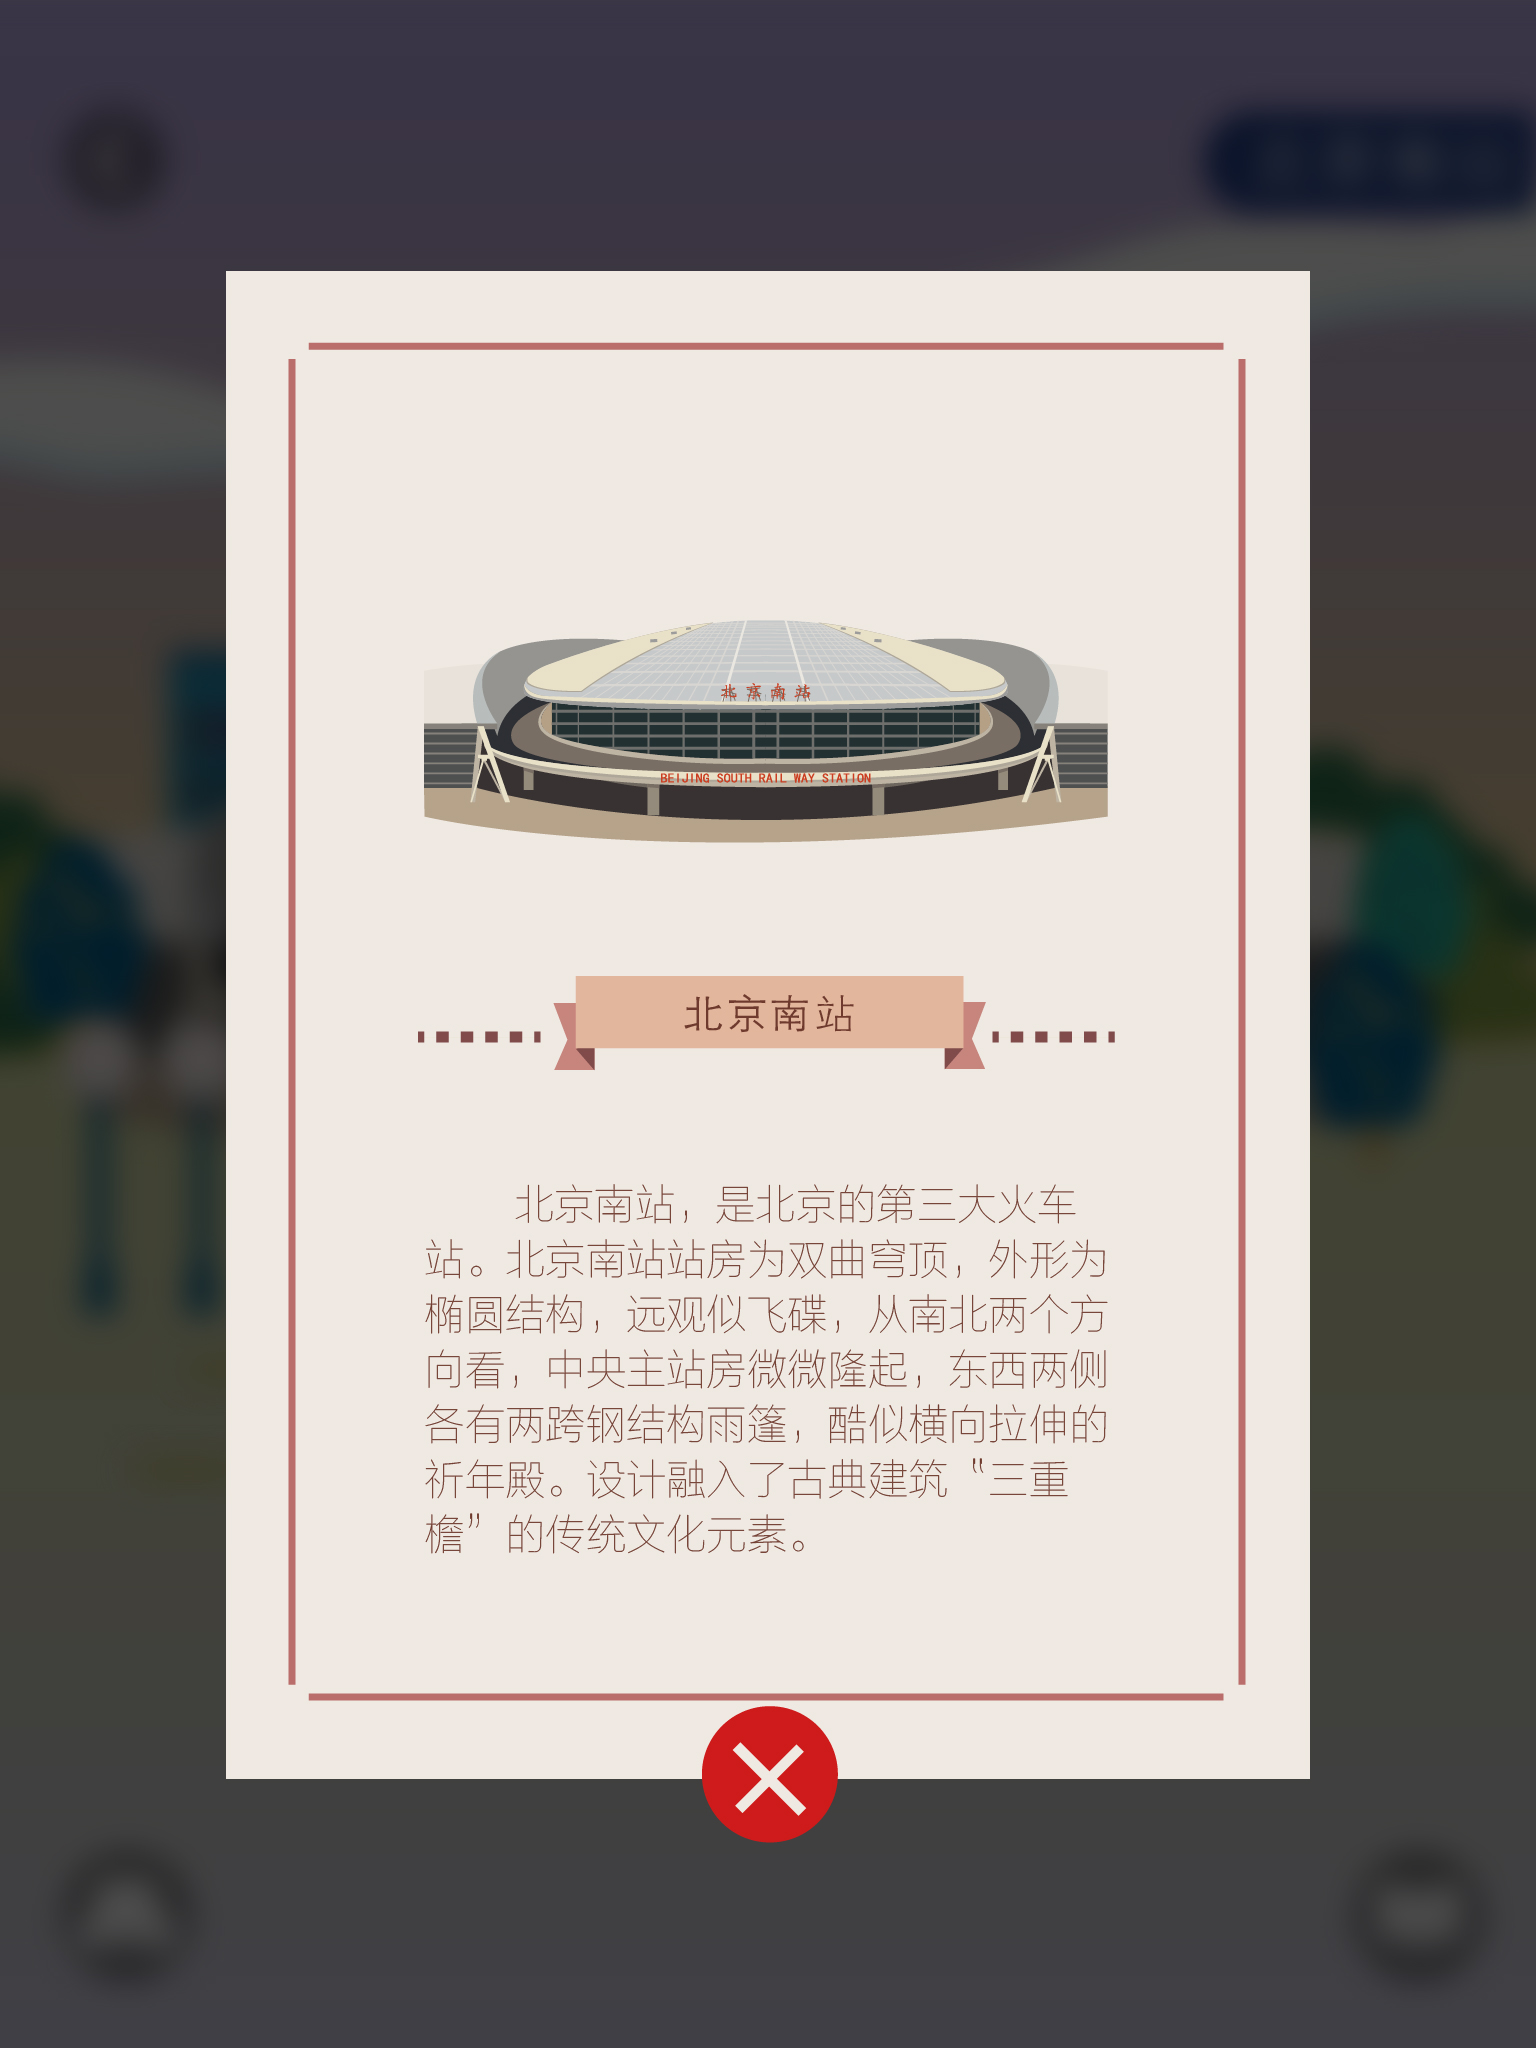 北京南站
BEIJING SOUTH RAIL WAY STATION
北京南站
北京南站，是北京的第三大火车
站。北京南站站房为双曲穹顶，外形为
椭圆结构，远观似飞碟，从南北两个方
向看，中央主站房微微隆起，东西两侧
各有两跨钢结构雨篷，酷似横向拉伸的
祈年殿。设计融入了古典建筑“三重
檐”的传统文化元素。